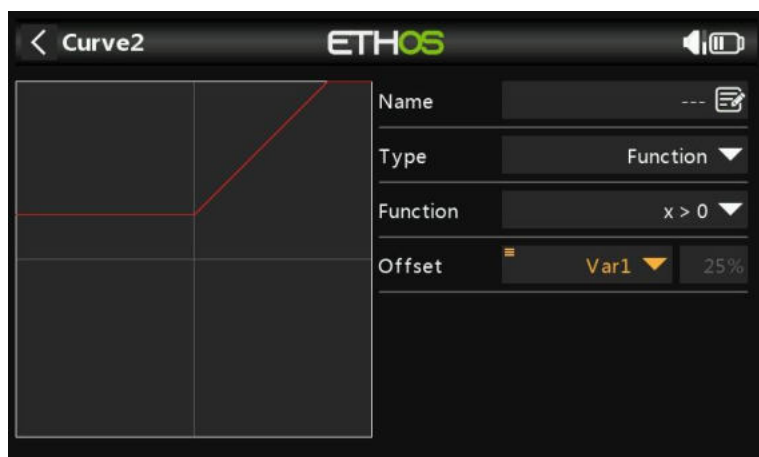 Curve2 ETHOS
Name ---
Type Function
Function x > 0
Offset Var1 25%